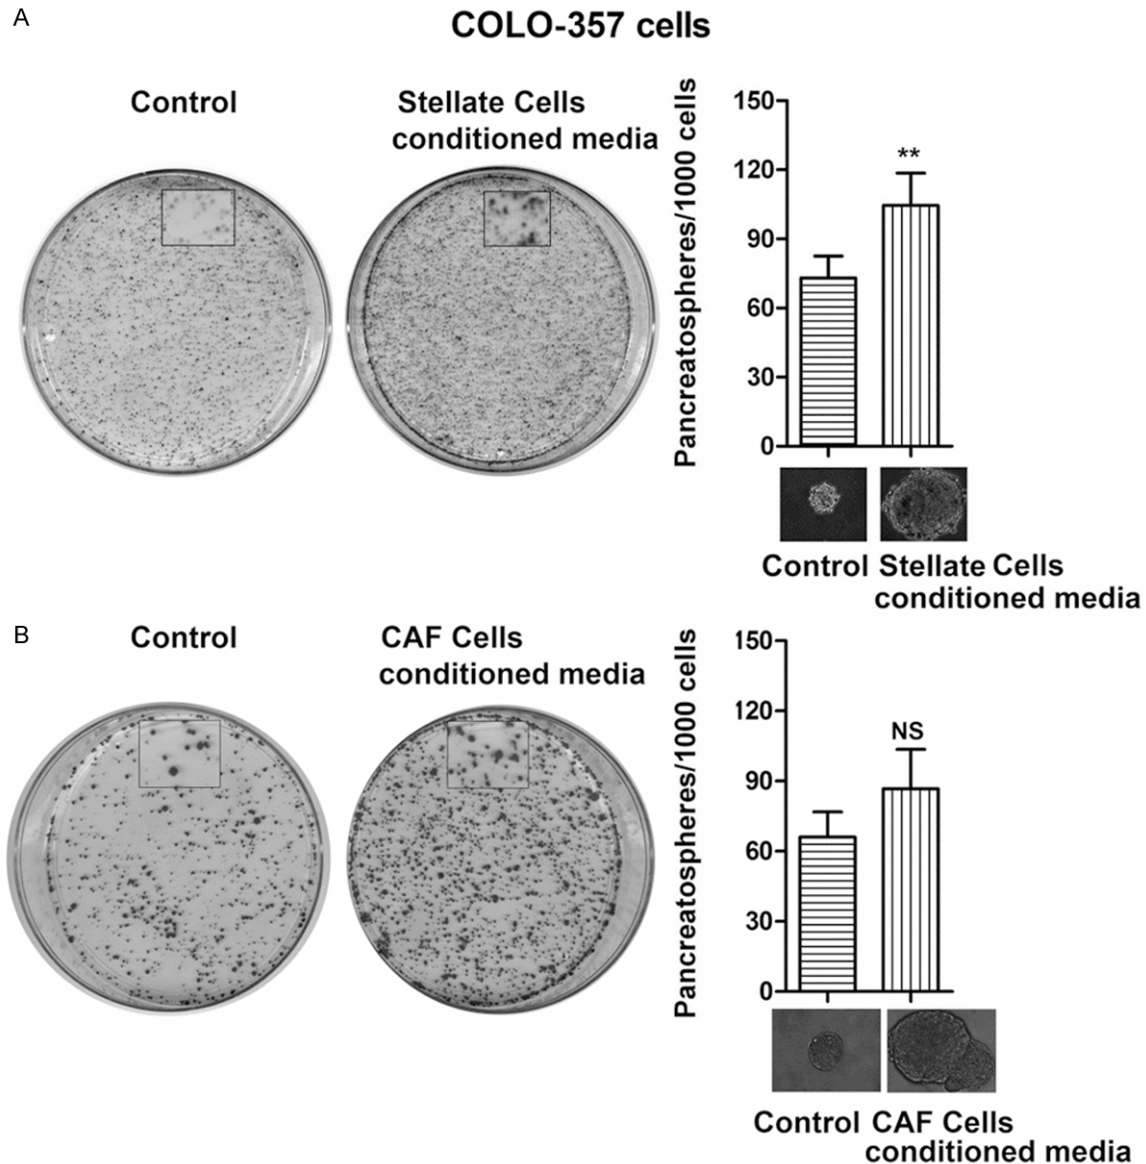 A
COLO-357 cells
Control
Stellate Cells
conditioned media
Pancreatospheres/1000 cells
150
120
90
60
30
0
**
Control
Stellate Cells
conditioned media
B
Control
CAF Cells
conditioned media
Pancreatospheres/1000 cells
150
120
90
60
30
0
NS
Control
CAF Cells
conditioned media